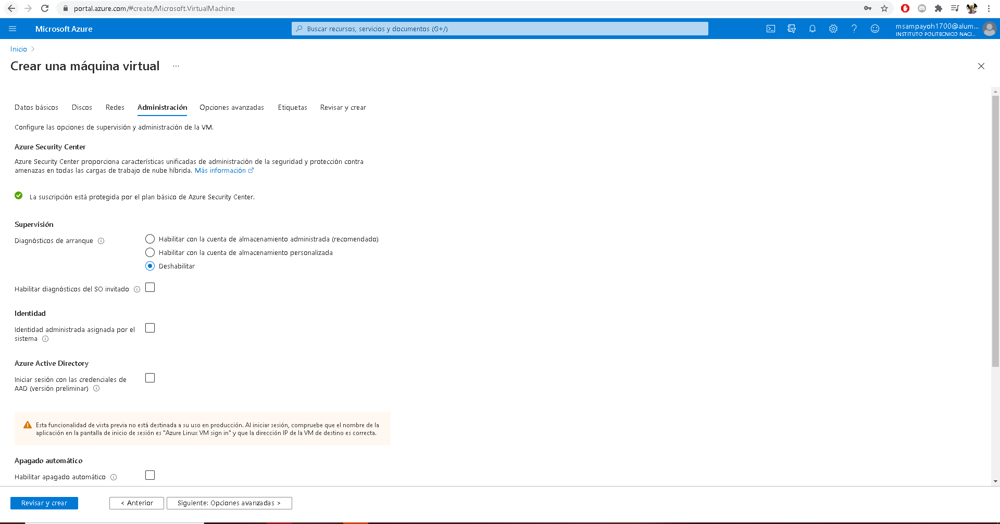 portal.azure.com/#create/Microsoft.VirtualMachine
Microsoft Azure
Buscar recursos, servicios y documentos (G+/)
msampayoh1700@alum...
INSTITUTO POLITECNICO NACI...
Inicio >
Crear una máquina virtual ...
Datos básicos
Discos
Redes
Administración
Opciones avanzadas
Etiquetas
Revisar y crear
Configure las opciones de supervisión y administración de la VM.
Azure Security Center
Azure Security Center proporciona características unificadas de administración de la seguridad y protección contra
amenazas en todas las cargas de trabajo de nube híbrida. Más información
La suscripción está protegida por el plan básico de Azure Security Center.
Supervisión
Diagnósticos de arranque
Habilitar con la cuenta de almacenamiento administrada (recomendado)
Habilitar con la cuenta de almacenamiento personalizada
Deshabilitar
Habilitar diagnósticos del SO invitado
Identidad
Identidad administrada asignada por el
sistema
Azure Active Directory
Iniciar sesión con las credenciales de
AAD (versión preliminar)
Esta funcionalidad de vista previa no está destinada a su uso en producción. Al iniciar sesión, compruebe que el nombre de la
aplicación en la pantalla de inicio de sesión es "Azure Linux VM sign in" y que la dirección IP de la VM de destino es correcta.
Apagado automático
Habilitar apagado automático
Revisar y crear
< Anterior
Siguiente: Opciones avanzadas >